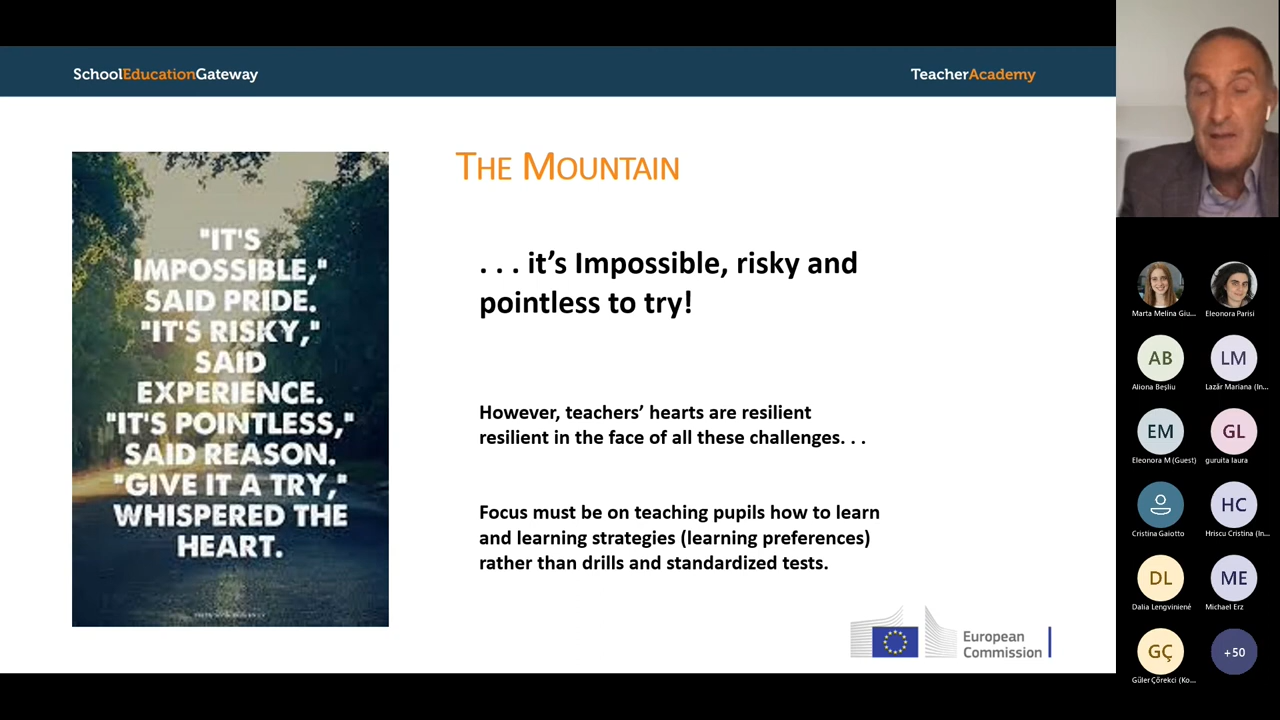 SchoolEducationGateway
TeacherAcademy
THE MOUNTAIN
"IT'S
IMPOSSIBLE,"
SAID PRIDE.
"IT'S RISKY,"
SAID
EXPERIENCE.
"IT'S POINTLESS,"
SAID REASON.
"GIVE IT A TRY,"
WHISPERED THE
HEART.
. . . it's Impossible, risky and
pointless to try!
However, teachers' hearts are resilient
resilient in the face of all these challenges. . .
Focus must be on teaching pupils how to learn
and learning strategies (learning preferences)
rather than drills and standardized tests.
European
Commission
Marta Melina Giu...
Eleonora Parisi
AB
LM
Aliona Beşliu
Lazăr Mariana (In...
EM
GL
Eleonora M (Guest)
guruita laura
HC
Cristina Gaiotto
Hriscu Cristina (In...
DL
ME
Dalia Lengvinienė
Michael Erz
GÇ
+50
Güler Çörekci (Ko...